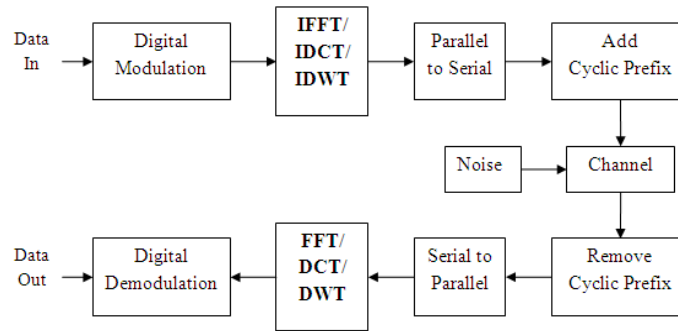 Data
In
Digital
Modulation
IFFT/
IDCT/
IDWT
Parallel
to Serial
Add
Cyclic Prefix
Noise
Channel
Data
Out
Digital
Demodulation
FFT/
DCT/
DWT
Serial to
Parallel
Remove
Cyclic Prefix